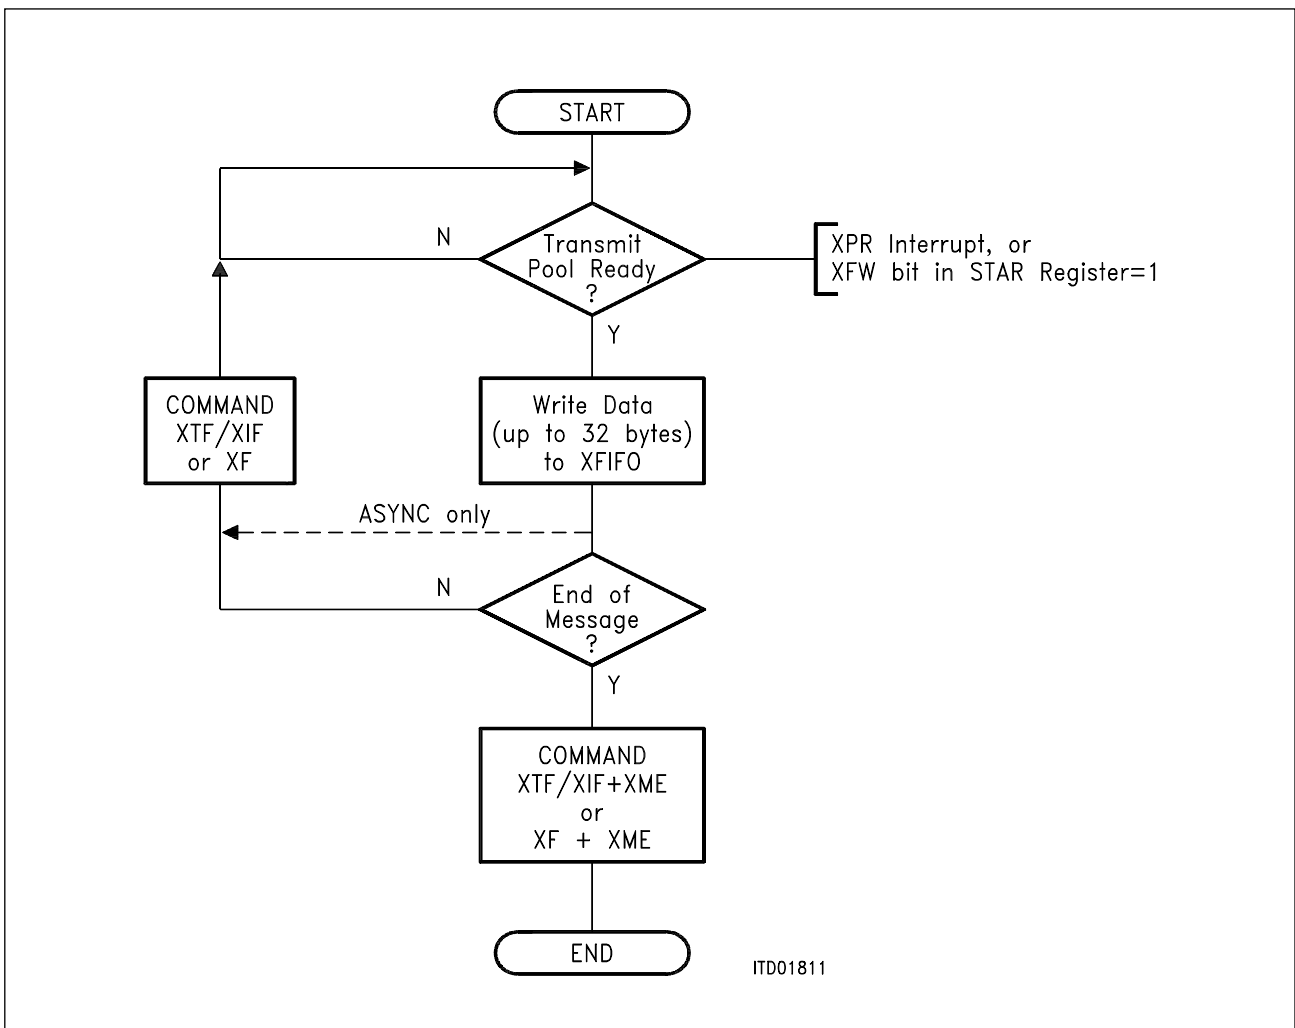 START
N
Transmit
Pool Ready
?
XPR Interrupt, or
XFW bit in STAR Register=1
Y
COMMAND
XTF/XIF
or XF
Write Data
(up to 32 bytes)
to XFIFO
ASYNC only
N
End of
Message
?
Y
COMMAND
XTF/XIF+XME
or
XF + XME
END
ITD01811